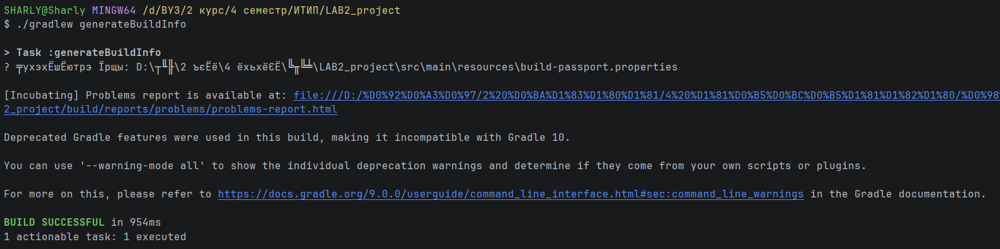 SHARLY@Sharly MINGW64 /d/ВУЗ/2 курс/4 семестр/ИТИП/LAB2_project
$ ./gradlew generateBuildInfo
> Task :generateBuildInfo
? ╤ухэхЁшЁютрэ Їрщы: D:\┬╙╟\2 ъєЁё\4 ёхьхёЄЁ\╚╥╚╧\LAB2_project\src\main\resources\build-passport.properties
[Incubating] Problems report is available at: file:///D:/%D0%92%D0%A3%D0%97/2%20%D0%BA%D1%83%D1%80%D1%81/4%20%D1%81%D0%B5%D0%BC%D0%B5%D1%81%D1%82%D1%80/%D0%98
2_project/build/reports/problems/problems-report.html
Deprecated Gradle features were used in this build, making it incompatible with Gradle 10.
You can use '--warning-mode all' to show the individual deprecation warnings and determine if they come from your own scripts or plugins.
For more on this, please refer to https://docs.gradle.org/9.0.0/userguide/command_line_interface.html#sec:command_line_warnings in the Gradle documentation.
BUILD SUCCESSFUL in 954ms
1 actionable task: 1 executed